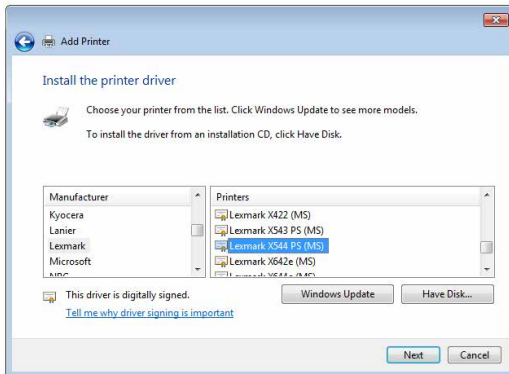 Add Printer
Install the printer driver
Choose your printer from the list. Click Windows Update to see more models.
To install the driver from an installation CD, click Have Disk.
Manufacturer
Kyocera
Lanier
Lexmark
Microsoft
Printers
Lexmark X422 (MS)
Lexmark X543 PS (MS)
Lexmark X544 PS (MS)
Lexmark X642e (MS)
This driver is digitally signed.
Tell me why driver signing is important
Windows Update
Have Disk...
Next
Cancel